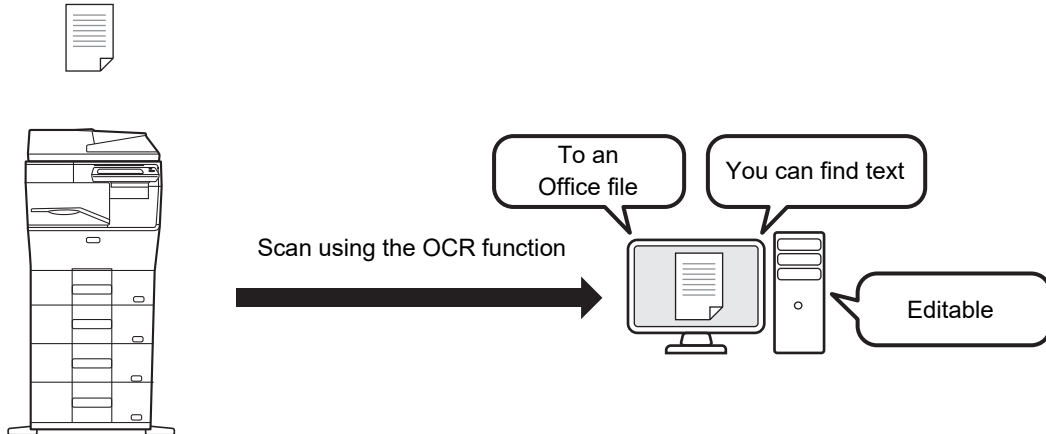 To an
Office file
You can find text
Scan using the OCR function
Editable